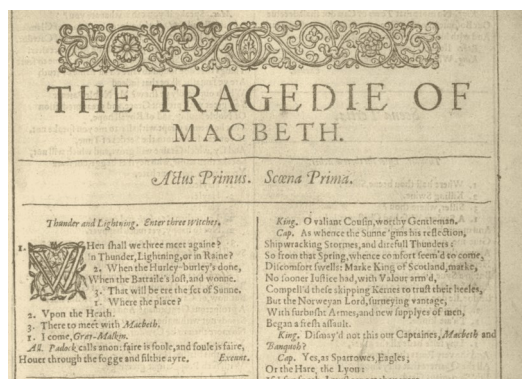 THE TRAGEDIE OF
MACBETH.
Actus Primus. Scœna Prima.
Thunder and Lightning. Enter three Witches.
1. WHen shall we three meet againe?
In Thunder, Lightning, or in Raine?
2. When the Hurley-burley's done,
When the Battaile's lost, and wonne.
3. That will be ere the set of Sunne.
1. Where the place?
2. Vpon the Heath.
3. There to meet with Macbeth.
1. I come, Gray-Malkin.
All. Padock calls anon: faire is foule, and foule is faire,
Houer through the fogge and filthie ayre. Exeunt.
King. O valiant Cousin, worthy Gentleman.
Cap. As whence the Sunne 'gins his reflection,
Shipwracking Stormes, and direfull Thunders:
So from that Spring, whence comfort seem'd to come,
Discomfort swells: Marke King of Scotland, marke,
No sooner Iustice had, with Valour arm'd,
Compell'd these skipping Kernes to trust their heeles,
But the Norweyan Lord, surueying vantage,
With furbusht Armes, and new supplyes of men,
Began a fresh assault.
King. Dismay'd not this our Captaines, Macbeth and
Banquoh?
Cap. Yes, as Sparrowes, Eagles;
Or the Hare, the Lyon: